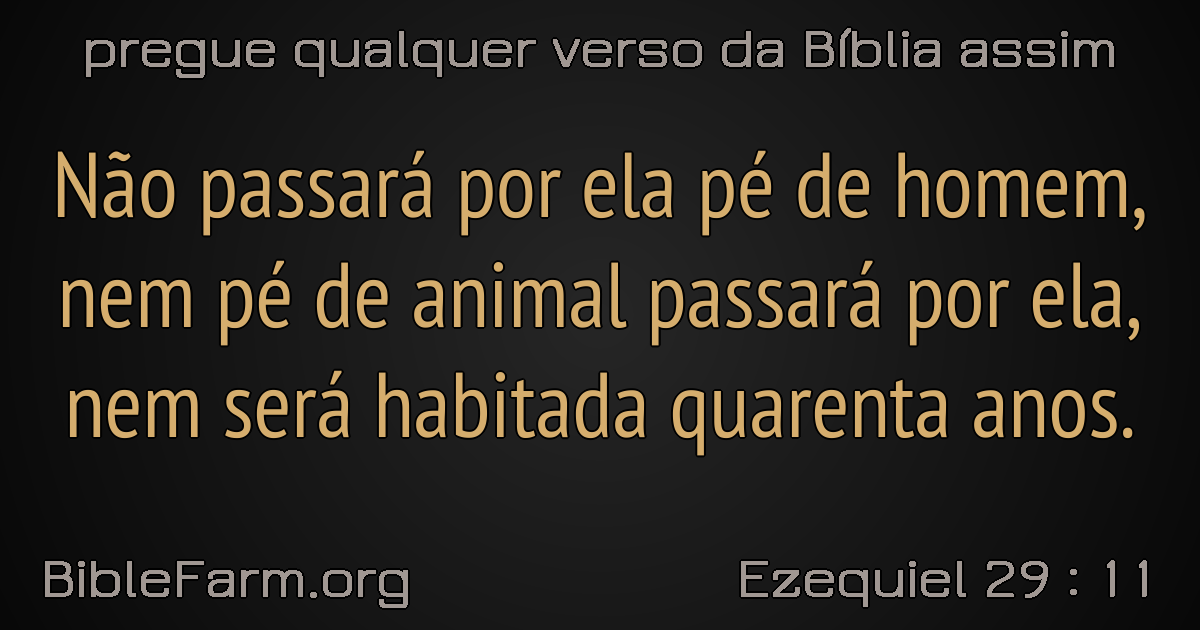 pregue qualquer verso da Bíblia assim
Não passará por ela pé de homem,
nem pé de animal passará por ela,
nem será habitada quarenta anos.
BibleFarm.org
Ezequiel 29 : 11